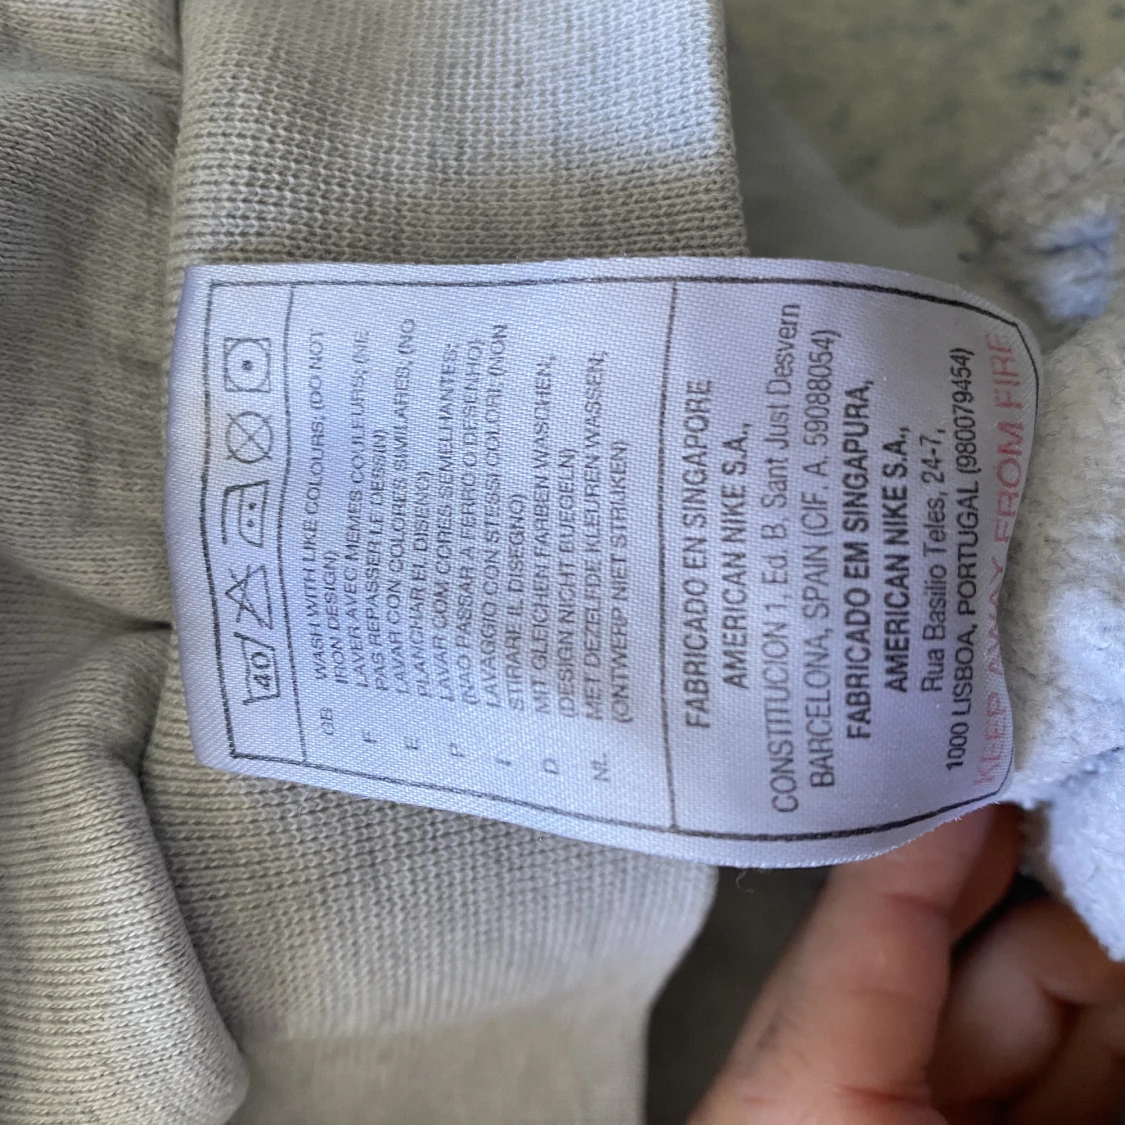 40
GB WASH WITH LIKE COLOURS, (DO NOT
IRON DESIGN)
F LAVER AVEC MEMES COULEURS, (NE
PAS REPASSER LE DESSIN)
E LAVAR CON COLORES SIMILARES, (NO
PLANCHAR EL DISENO)
P LAVAR COM CORES SEMELHANTES;
(NAO PASSAR A FERRO O DESENHO)
I LAVAGGIO CON STESSI COLORI: (NON
STIRARE IL DISEGNO)
D MIT GLEICHEN FARBEN WASCHEN,
(DESIGN NICHT BUEGELN)
NL MET DEZELFDE KLEUREN WASSEN;
(ONTWERP NIET STRIJKEN)
FABRICADO EN SINGAPORE
AMERICAN NIKE S.A.,
CONSTITUCION 1, Ed. B, Sant Just Desvern
BARCELONA, SPAIN (CIF A. 59088054)
FABRICADO EM SINGAPURA,
AMERICAN NIKE S.A.,
Rua Basilio Teles, 24-7,
1000 LISBOA, PORTUGAL (980079454)
KEEP AWAY FROM FIRE